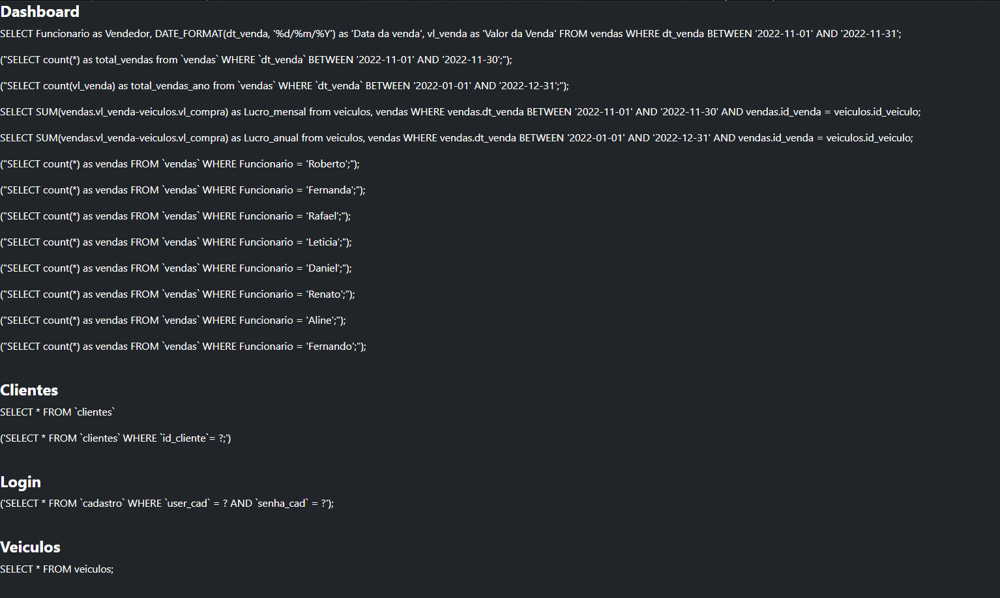 Dashboard
SELECT Funcionario as Vendedor, DATE_FORMAT(dt_venda, '%d/%m/%Y') as 'Data da venda', vl_venda as 'Valor da Venda' FROM vendas WHERE dt_venda BETWEEN '2022-11-01' AND '2022-11-31';
("SELECT count(*) as total_vendas from `vendas` WHERE `dt_venda` BETWEEN '2022-11-01' AND '2022-11-30';");
("SELECT count(vl_venda) as total_vendas_ano from `vendas` WHERE `dt_venda` BETWEEN '2022-01-01' AND '2022-12-31';");
SELECT SUM(vendas.vl_venda-veiculos.vl_compra) as Lucro_mensal from veiculos, vendas WHERE vendas.dt_venda BETWEEN '2022-11-01' AND '2022-11-30' AND vendas.id_venda = veiculos.id_veiculo;
SELECT SUM(vendas.vl_venda-veiculos.vl_compra) as Lucro_anual from veiculos, vendas WHERE vendas.dt_venda BETWEEN '2022-01-01' AND '2022-12-31' AND vendas.id_venda = veiculos.id_veiculo;
("SELECT count(*) as vendas FROM `vendas` WHERE Funcionario = 'Roberto';");
("SELECT count(*) as vendas FROM `vendas` WHERE Funcionario = 'Fernanda';");
("SELECT count(*) as vendas FROM `vendas` WHERE Funcionario = 'Rafael';");
("SELECT count(*) as vendas FROM `vendas` WHERE Funcionario = 'Leticia';");
("SELECT count(*) as vendas FROM `vendas` WHERE Funcionario = 'Daniel';");
("SELECT count(*) as vendas FROM `vendas` WHERE Funcionario = 'Renato';");
("SELECT count(*) as vendas FROM `vendas` WHERE Funcionario = 'Aline';");
("SELECT count(*) as vendas FROM `vendas` WHERE Funcionario = 'Fernando';");
Clientes
SELECT * FROM `clientes`
('SELECT * FROM `clientes` WHERE `id_cliente`= ?;')
Login
('SELECT * FROM `cadastro` WHERE `user_cad` = ? AND `senha_cad` = ?');
Veiculos
SELECT * FROM veiculos;